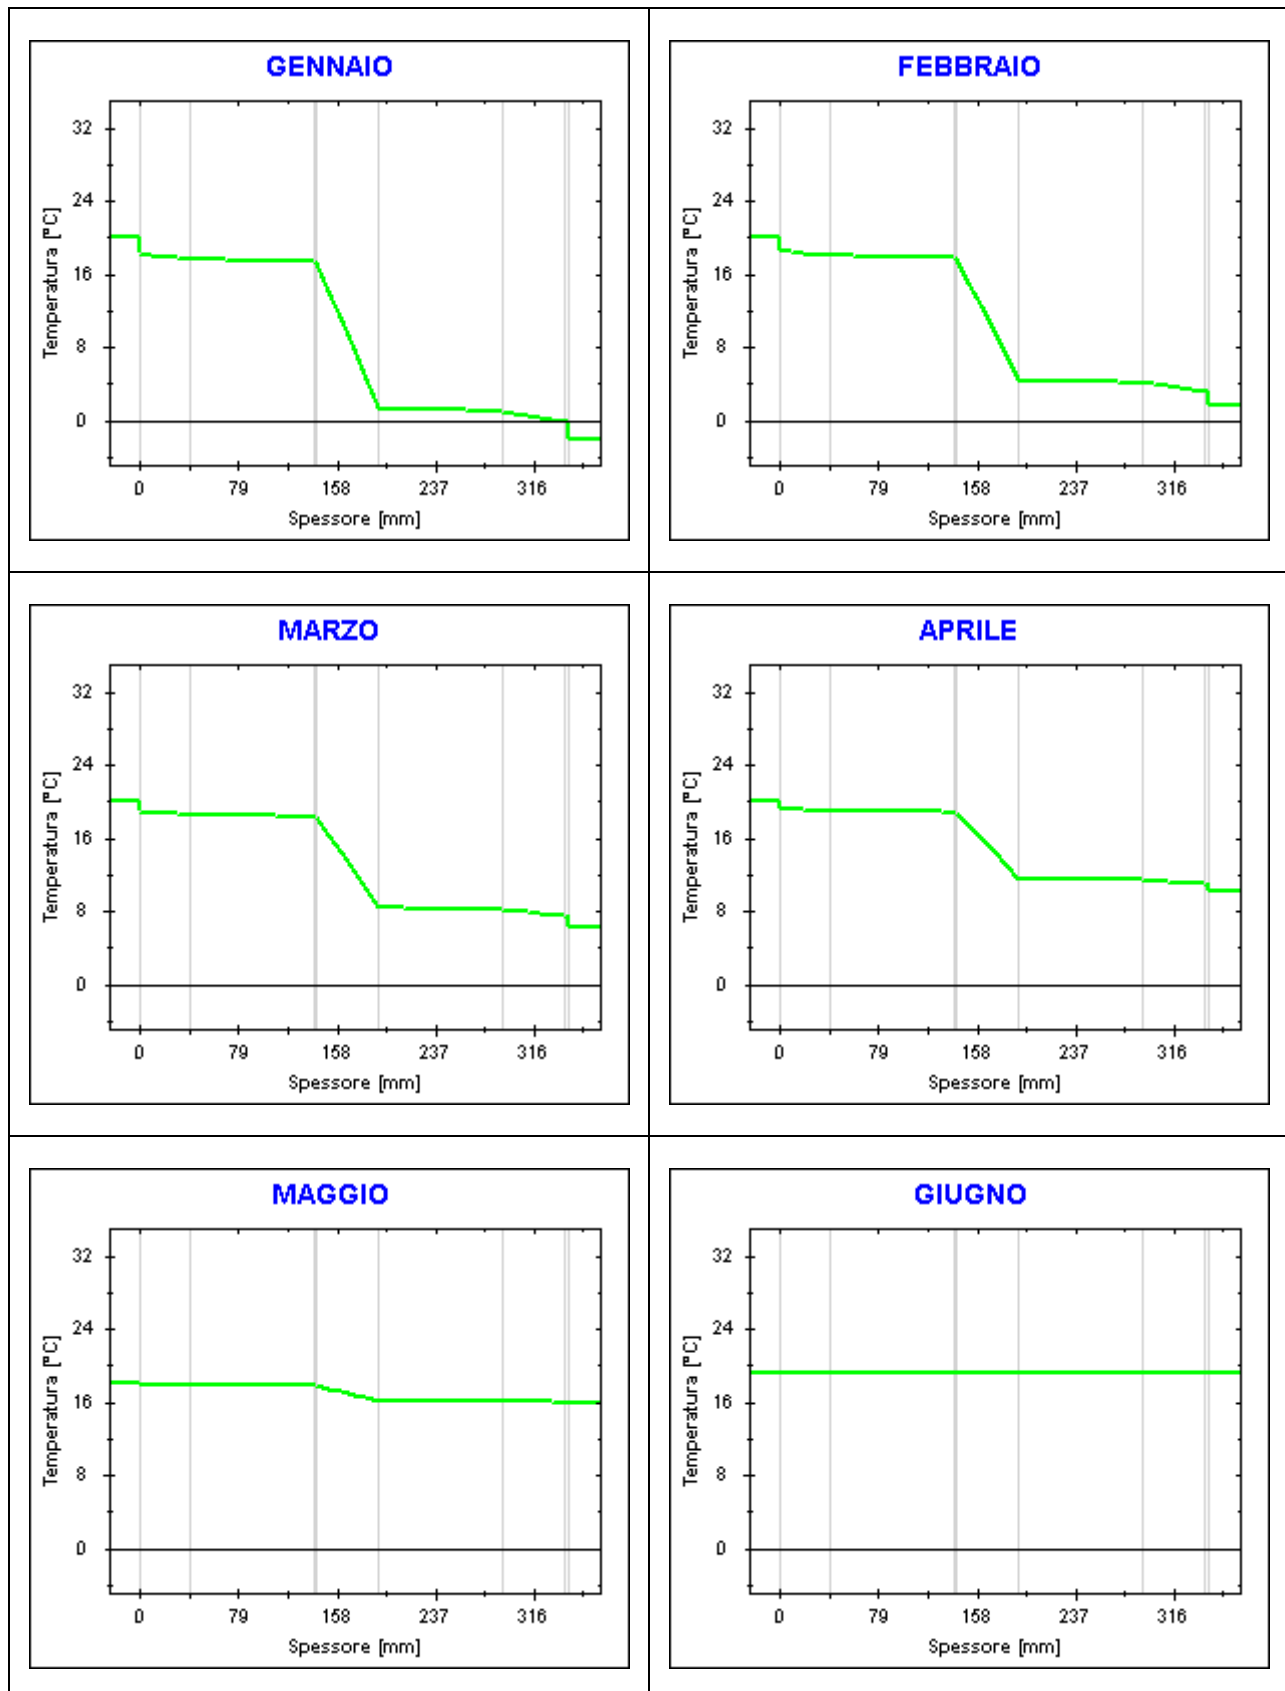 GENNAIO
32
24
16
8
0
Temperatura [°C]
0 79 158 237 316
Spessore [mm]
FEBBRAIO
32
24
16
8
0
Temperatura [°C]
0 79 158 237 316
Spessore [mm]
MARZO
32
24
16
8
0
Temperatura [°C]
0 79 158 237 316
Spessore [mm]
APRILE
32
24
16
8
0
Temperatura [°C]
0 79 158 237 316
Spessore [mm]
MAGGIO
32
24
16
8
0
Temperatura [°C]
0 79 158 237 316
Spessore [mm]
GIUGNO
32
24
16
8
0
Temperatura [°C]
0 79 158 237 316
Spessore [mm]